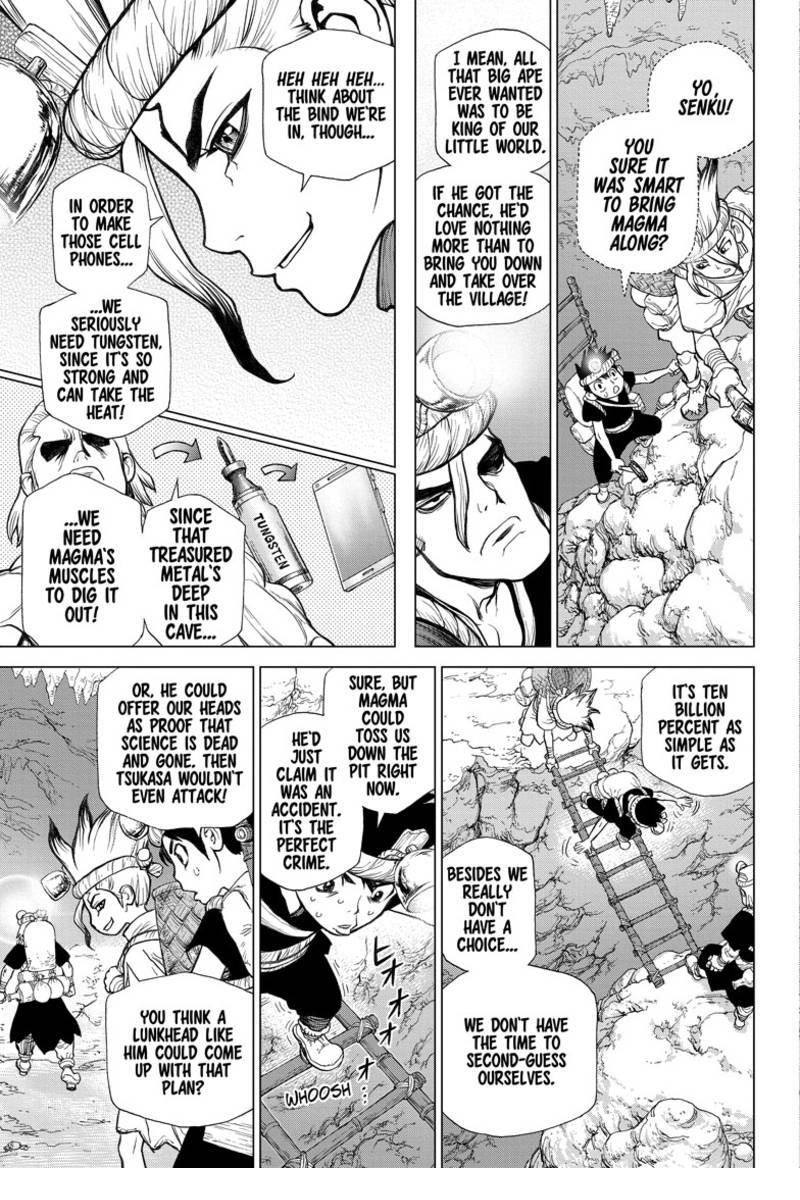 YO,
SENKU!
YOU
SURE IT
WAS SMART
TO BRING
MAGMA
ALONG?
I MEAN, ALL
THAT BIG APE
EVER WANTED
WAS TO BE
KING OF OUR
LITTLE WORLD.
IF HE GOT THE
CHANCE, HE'D
LOVE NOTHING
MORE THAN TO
BRING YOU DOWN
AND TAKE OVER
THE VILLAGE!
HEH HEH HEH...
THINK ABOUT
THE BIND WE'RE
IN, THOUGH...
IN ORDER
TO MAKE
THOSE CELL
PHONES...
...WE
SERIOUSLY
NEED TUNGSTEN,
SINCE IT'S SO
STRONG AND
CAN TAKE THE
HEAT!
TUNGSTEN
SINCE
THAT
TREASURED
METAL'S
DEEP
IN THIS
CAVE...
...WE
NEED
MAGMA'S
MUSCLES
TO DIG IT
OUT!
IT'S TEN
BILLION
PERCENT AS
SIMPLE AS
IT GETS.
BESIDES WE
REALLY
DON'T
HAVE A
CHOICE...
WE DON'T HAVE
THE TIME TO
SECOND-GUESS
OURSELVES.
SURE, BUT
MAGMA
COULD
TOSS US
DOWN THE
PIT RIGHT
NOW.
HE'D
JUST
CLAIM IT
WAS AN
ACCIDENT.
IT'S THE
PERFECT
CRIME.
オオオ
WHOOSH
OR, HE COULD
OFFER OUR HEADS
AS PROOF THAT
SCIENCE IS DEAD
AND GONE. THEN
TSUKASA WOULDN'T
EVEN ATTACK!
YOU THINK A
LUNKHEAD LIKE
HIM COULD COME
UP WITH THAT
PLAN?